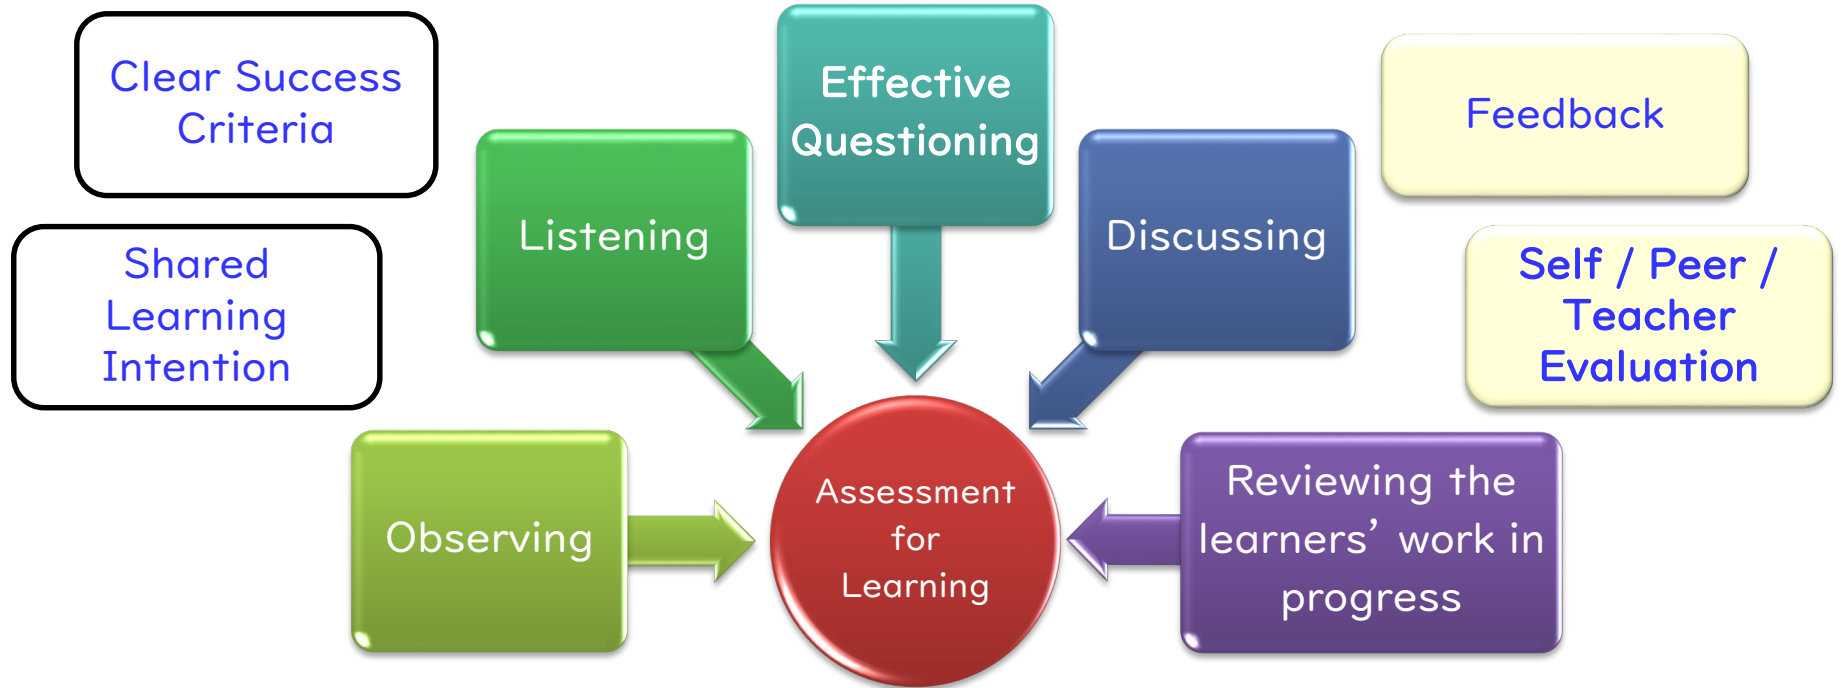 Clear Success
Criteria
Shared
Learning
Intention
Observing
Listening
Effective
Questioning
Discussing
Reviewing the
learners’ work in
progress
Assessment
for
Learning
Feedback
Self / Peer /
Teacher
Evaluation